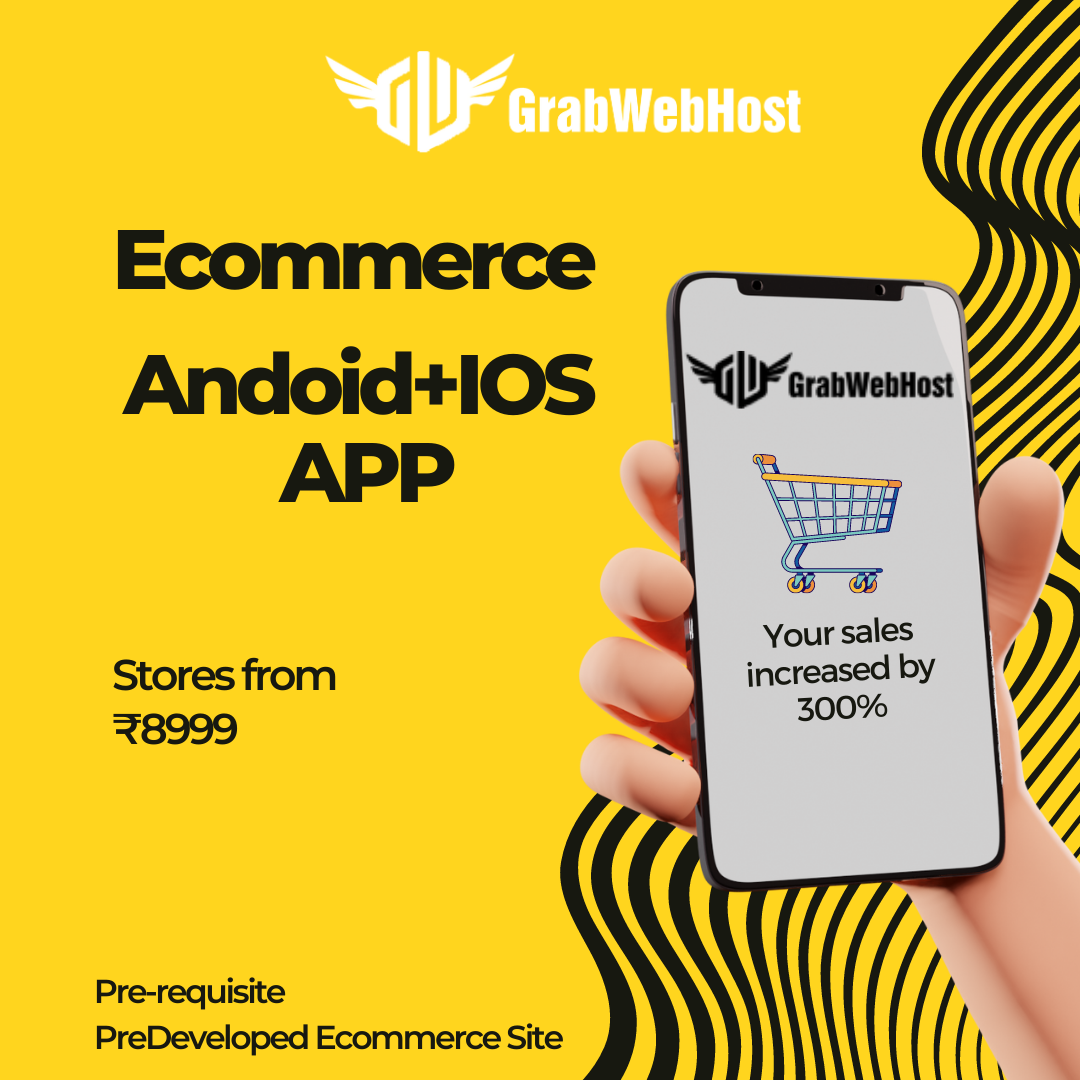 GrabWebHost
Ecommerce
Andoid+IOS
APP
GrabWebHost
Your sales
increased by
300%
Stores from
₹8999
Pre-requisite
PreDeveloped Ecommerce Site